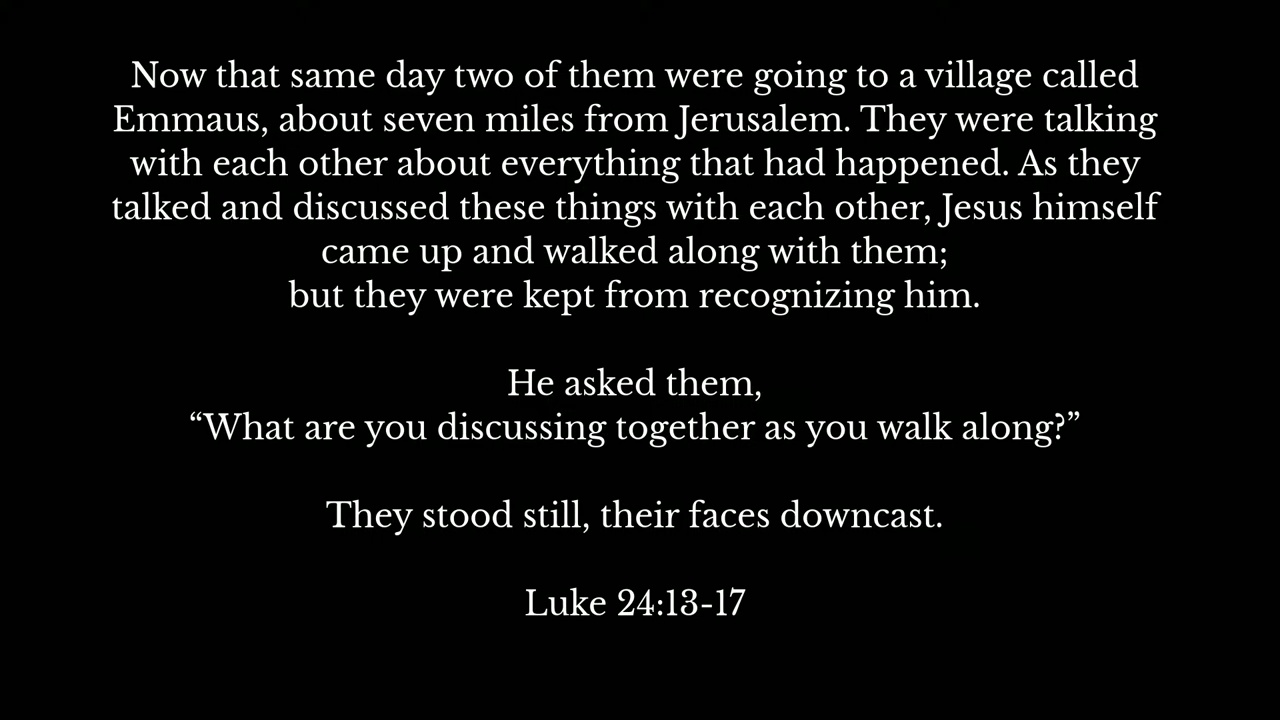 Now that same day two of them were going to a village called
Emmaus, about seven miles from Jerusalem. They were talking
with each other about everything that had happened. As they
talked and discussed these things with each other, Jesus himself
came up and walked along with them;
but they were kept from recognizing him.
He asked them,
“What are you discussing together as you walk along?”
They stood still, their faces downcast.
Luke 24:13-17